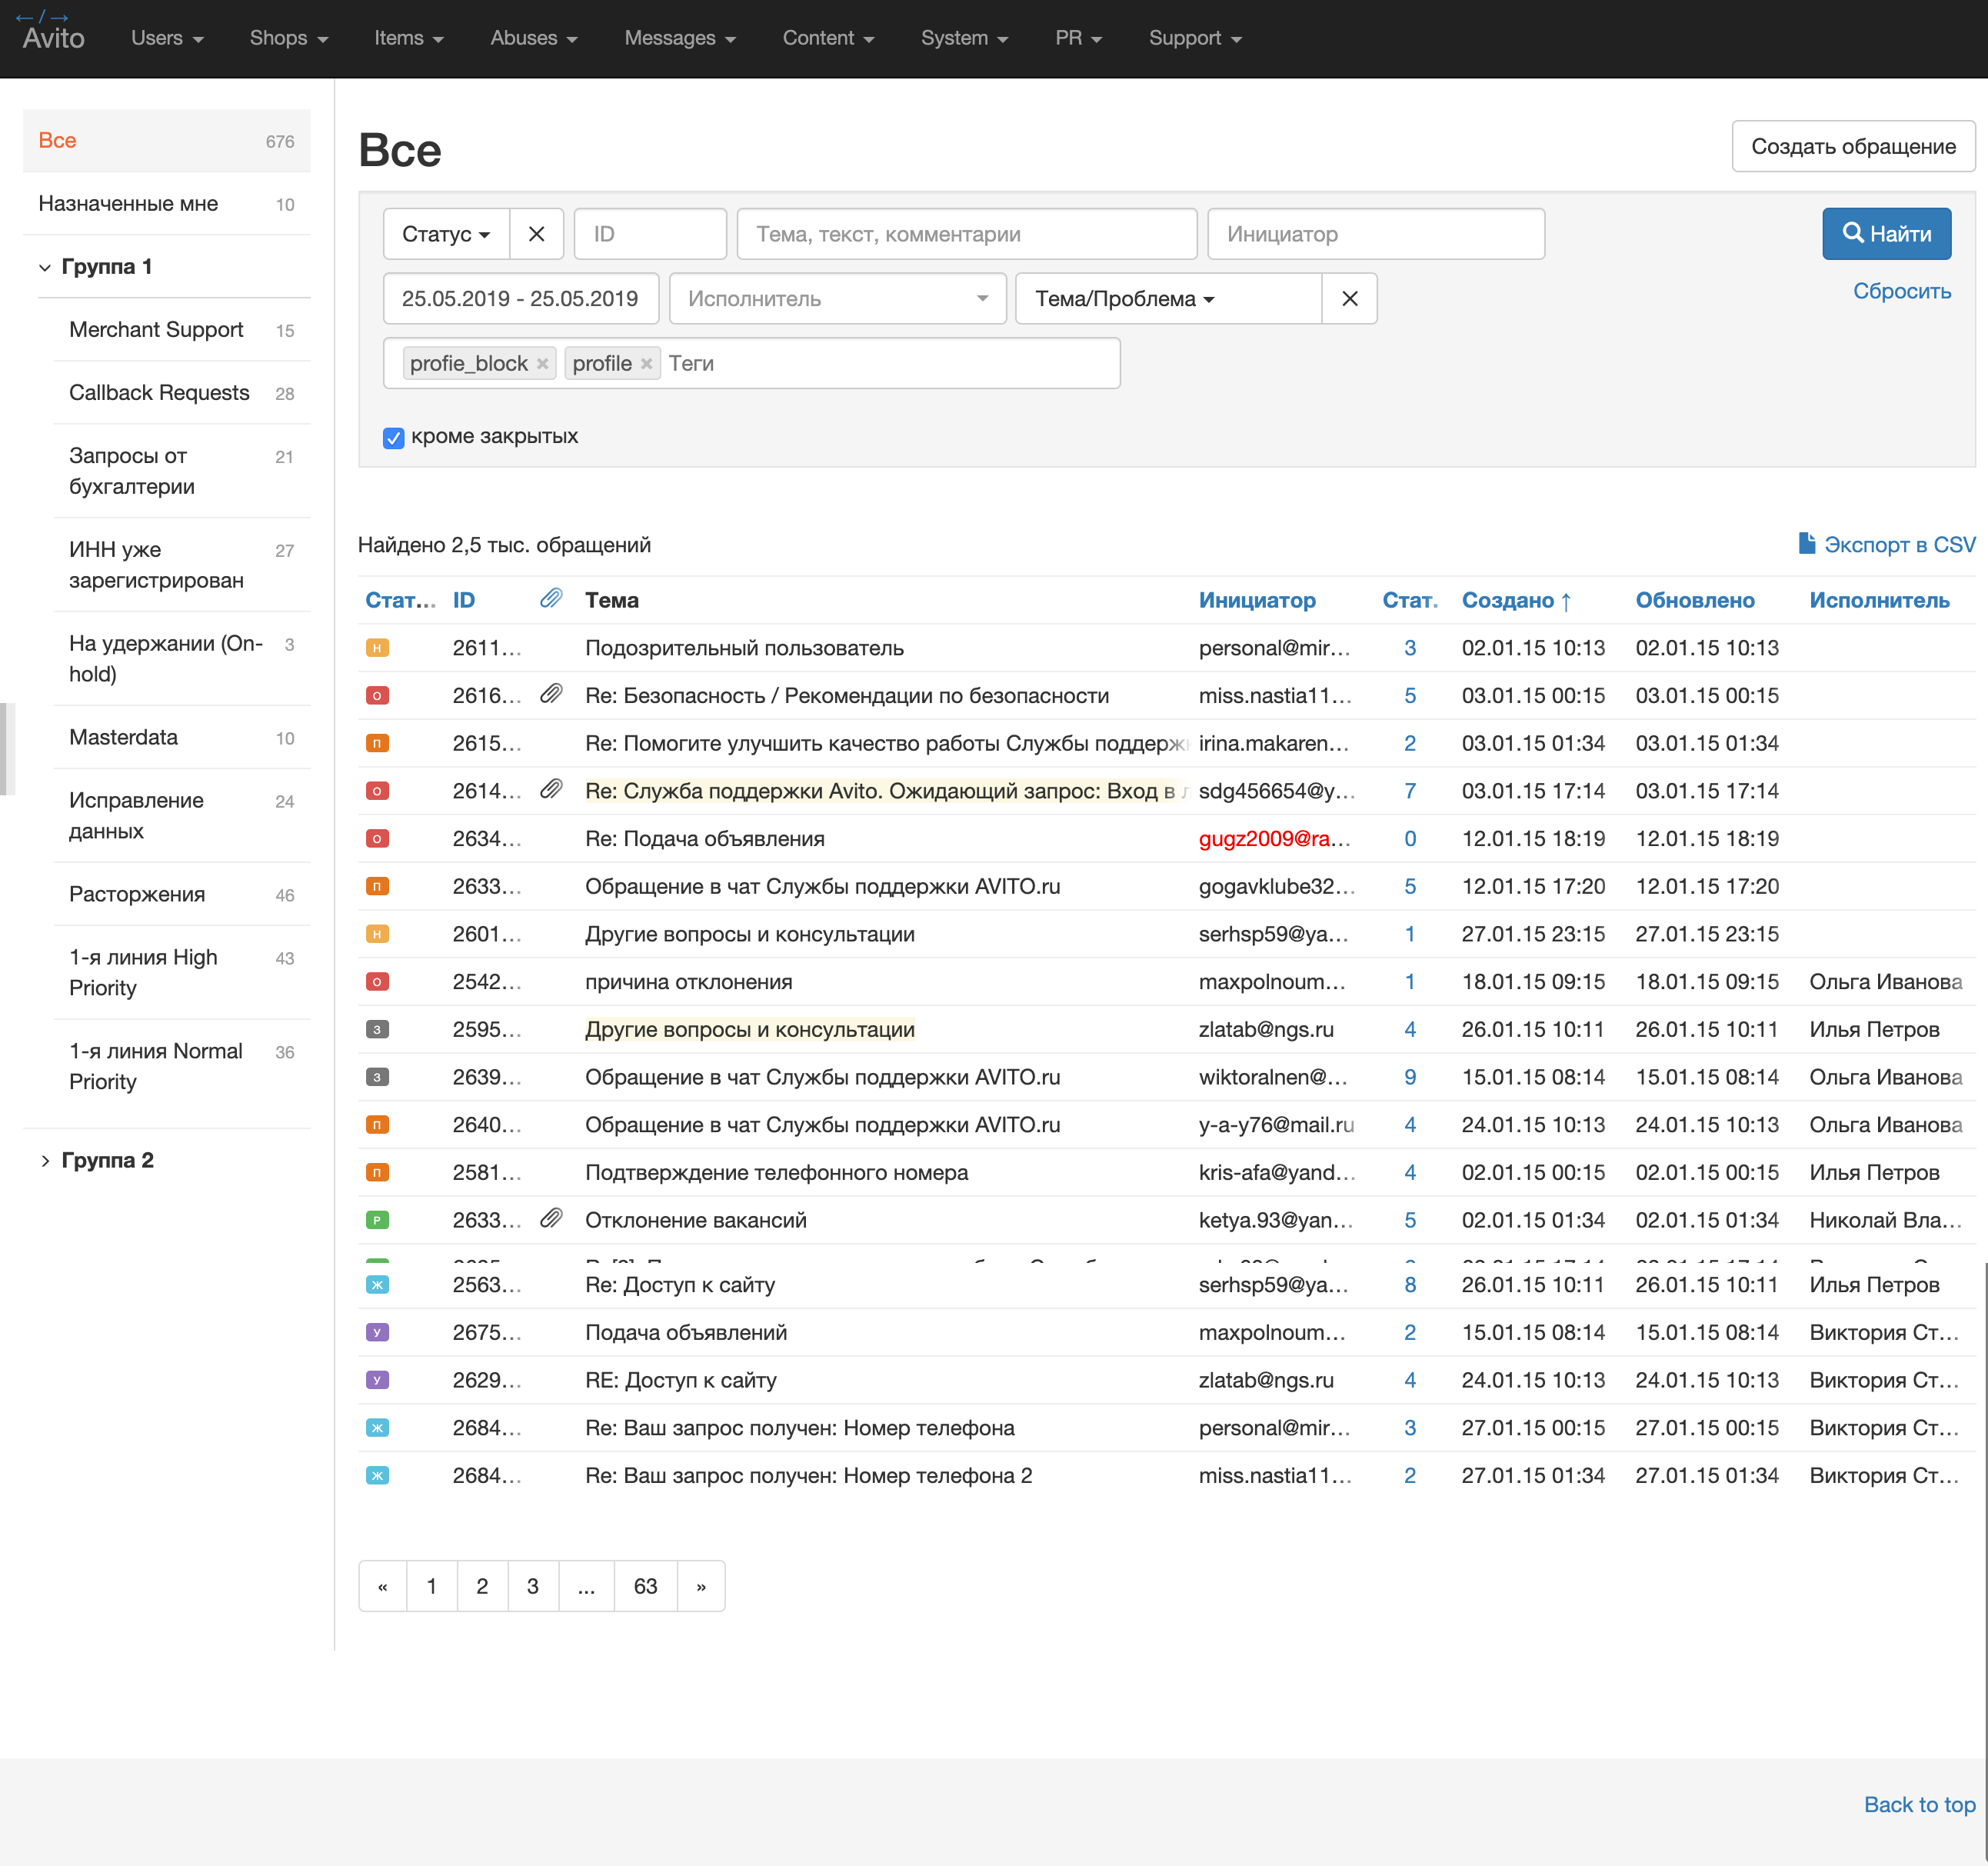 ←/→
Avito Users Shops Items Abuses Messages Content System PR Support
Все 676
Назначенные мне 10
Группа 1
Merchant Support 15
Callback Requests 28
Запросы от 21
бухгалтерии
ИНН уже 27
зарегистрирован
На удержании (On- 3
hold)
Masterdata 10
Исправление 24
данных
Расторжения 46
1-я линия High 43
Priority
1-я линия Normal 36
Priority
Группа 2
Все Создать обращение
Статус ID Тема, текст, комментарии Инициатор Найти
25.05.2019 - 25.05.2019 Исполнитель Тема/Проблема Сбросить
profie_block × profile × Теги
кроме закрытых
Найдено 2,5 тыс. обращений Экспорт в CSV
Стат... ID Тема Инициатор Стат. Создано ↑ Обновлено Исполнитель
н 2611... Подозрительный пользователь personal@mir... 3 02.01.15 10:13 02.01.15 10:13
о 2616... Re: Безопасность / Рекомендации по безопасности miss.nastia11... 5 03.01.15 00:15 03.01.15 00:15
п 2615... Re: Помогите улучшить качество работы Службы поддерж irina.makaren... 2 03.01.15 01:34 03.01.15 01:34
о 2614... Re: Служба поддержки Avito. Ожидающий запрос: Вход в л sdg456654@y... 7 03.01.15 17:14 03.01.15 17:14
о 2634... Re: Подача объявления gugz2009@ra... 0 12.01.15 18:19 12.01.15 18:19
п 2633... Обращение в чат Службы поддержки AVITO.ru gogavklube32... 5 12.01.15 17:20 12.01.15 17:20
н 2601... Другие вопросы и консультации serhsp59@ya... 1 27.01.15 23:15 27.01.15 23:15
о 2542... причина отклонения maxpolnoum... 1 18.01.15 09:15 18.01.15 09:15 Ольга Иванова
з 2595... Другие вопросы и консультации zlatab@ngs.ru 4 26.01.15 10:11 26.01.15 10:11 Илья Петров
з 2639... Обращение в чат Службы поддержки AVITO.ru wiktoralnen@... 9 15.01.15 08:14 15.01.15 08:14 Ольга Иванова
п 2640... Обращение в чат Службы поддержки AVITO.ru y-a-y76@mail.ru 4 24.01.15 10:13 24.01.15 10:13 Ольга Иванова
п 2581... Подтверждение телефонного номера kris-afa@yand... 4 02.01.15 00:15 02.01.15 00:15 Илья Петров
р 2633... Отклонение вакансий ketya.93@yan... 5 02.01.15 01:34 02.01.15 01:34 Николай Вла...
ж 2563... Re: Доступ к сайту serhsp59@ya... 8 26.01.15 10:11 26.01.15 10:11 Илья Петров
у 2675... Подача объявлений maxpolnoum... 2 15.01.15 08:14 15.01.15 08:14 Виктория Ст...
у 2629... RE: Доступ к сайту zlatab@ngs.ru 4 24.01.15 10:13 24.01.15 10:13 Виктория Ст...
ж 2684... Re: Ваш запрос получен: Номер телефона personal@mir... 3 27.01.15 00:15 27.01.15 00:15 Виктория Ст...
ж 2684... Re: Ваш запрос получен: Номер телефона 2 miss.nastia11... 2 27.01.15 01:34 27.01.15 01:34 Виктория Ст...
« 1 2 3 ... 63 »
Back to top